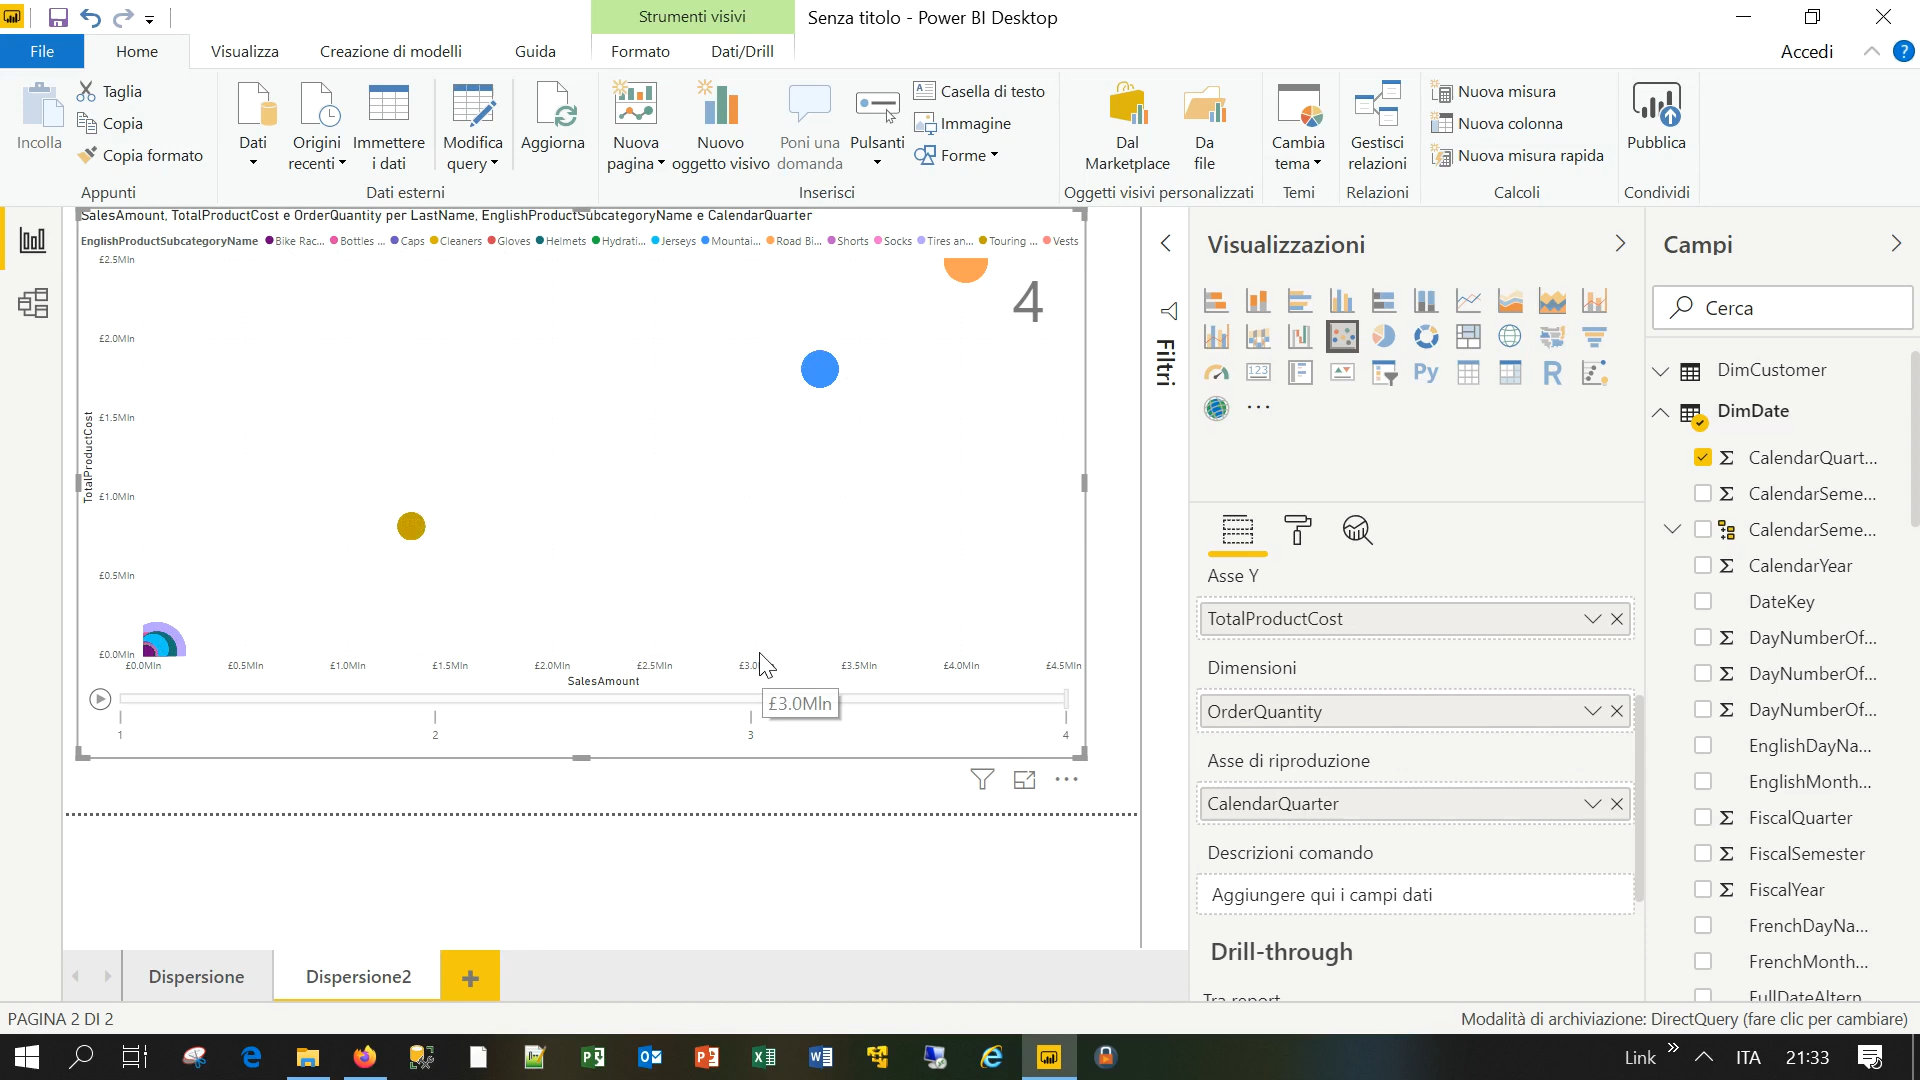 Strumenti visivi
Senza titolo - Power BI Desktop
File
Home
Visualizza
Creazione di modelli
Guida
Formato
Dati/Drill
Accedi
?
Incolla
Taglia
Copia
Copia formato
Appunti
Dati
Origini recenti
Immettere i dati
Dati esterni
Modifica query
Aggiorna
Nuova pagina
Nuovo oggetto visivo
Poni una domanda
Pulsanti
Casella di testo
Immagine
Forme
Inserisci
Dal Marketplace
Da file
Oggetti visivi personalizzati
Cambia tema
Temi
Gestisci relazioni
Relazioni
Nuova misura
Nuova colonna
Nuova misura rapida
Calcoli
Pubblica
Condividi
SalesAmount, TotalProductCost e OrderQuantity per LastName, EnglishProductSubcategoryName e CalendarQuarter
EnglishProductSubcategoryName Bike Rac... Bottles ... Caps Cleaners Gloves Helmets Hydrati... Jerseys Mountai... Road Bi... Shorts Socks Tires an... Touring ... Vests
£2.5Mln
4
£2.0Mln
£1.5Mln
TotalProductCost
£1.0Mln
£0.5Mln
£0.0Mln
£0.0Mln £0.5Mln £1.0Mln £1.5Mln £2.0Mln £2.5Mln £3.0 £3.5Mln £4.0Mln £4.5Mln
SalesAmount
£3.0Mln
1 2 3 4
Filtri
Visualizzazioni
123
Py
R
Asse Y
TotalProductCost
Dimensioni
OrderQuantity
Asse di riproduzione
CalendarQuarter
Descrizioni comando
Aggiungere qui i campi dati
Drill-through
Tra report
Campi
Cerca
DimCustomer
DimDate
CalendarQuart...
CalendarSeme...
CalendarSeme...
CalendarYear
DateKey
DayNumberOf...
DayNumberOf...
DayNumberOf...
EnglishDayNa...
EnglishMonth...
FiscalQuarter
FiscalSemester
FiscalYear
FrenchDayNa...
FrenchMonth...
FullDateAltern
Dispersione
Dispersione2
PAGINA 2 DI 2
Modalità di archiviazione: DirectQuery (fare clic per cambiare)
Link
ITA
21:33